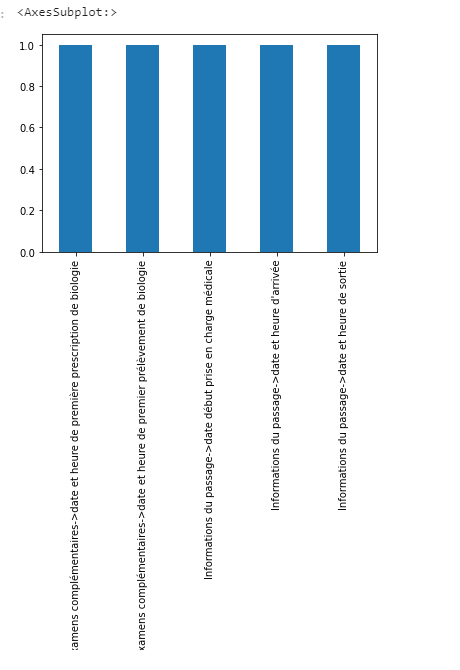 : <AxesSubplot:>
1.0
0.8
0.6
0.4
0.2
0.0
xamens complémentaires->date et heure de première prescription de biologie
xamens complémentaires->date et heure de premier prélèvement de biologie
Informations du passage->date début prise en charge médicale
Informations du passage->date et heure d'arrivée
Informations du passage->date et heure de sortie